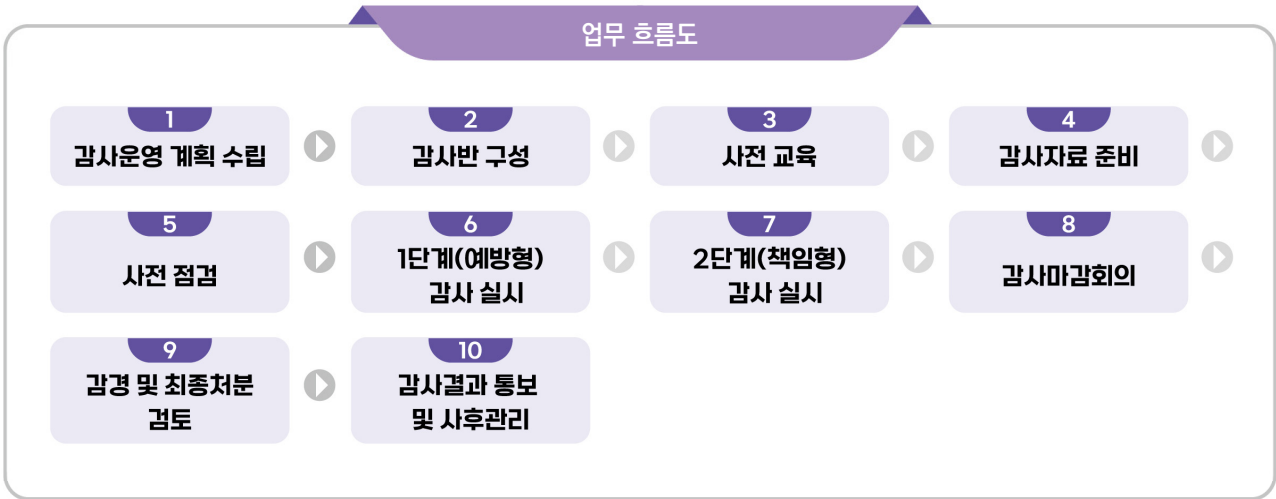 업무 흐름도
1
감사운영 계획 수립
2
감사반 구성
3
사전 교육
4
감사자료 준비
5
사전 점검
6
1단계(예방형)
감사 실시
7
2단계(책임형)
감사 실시
8
감사마감회의
9
감경 및 최종처분
검토
10
감사결과 통보
및 사후관리